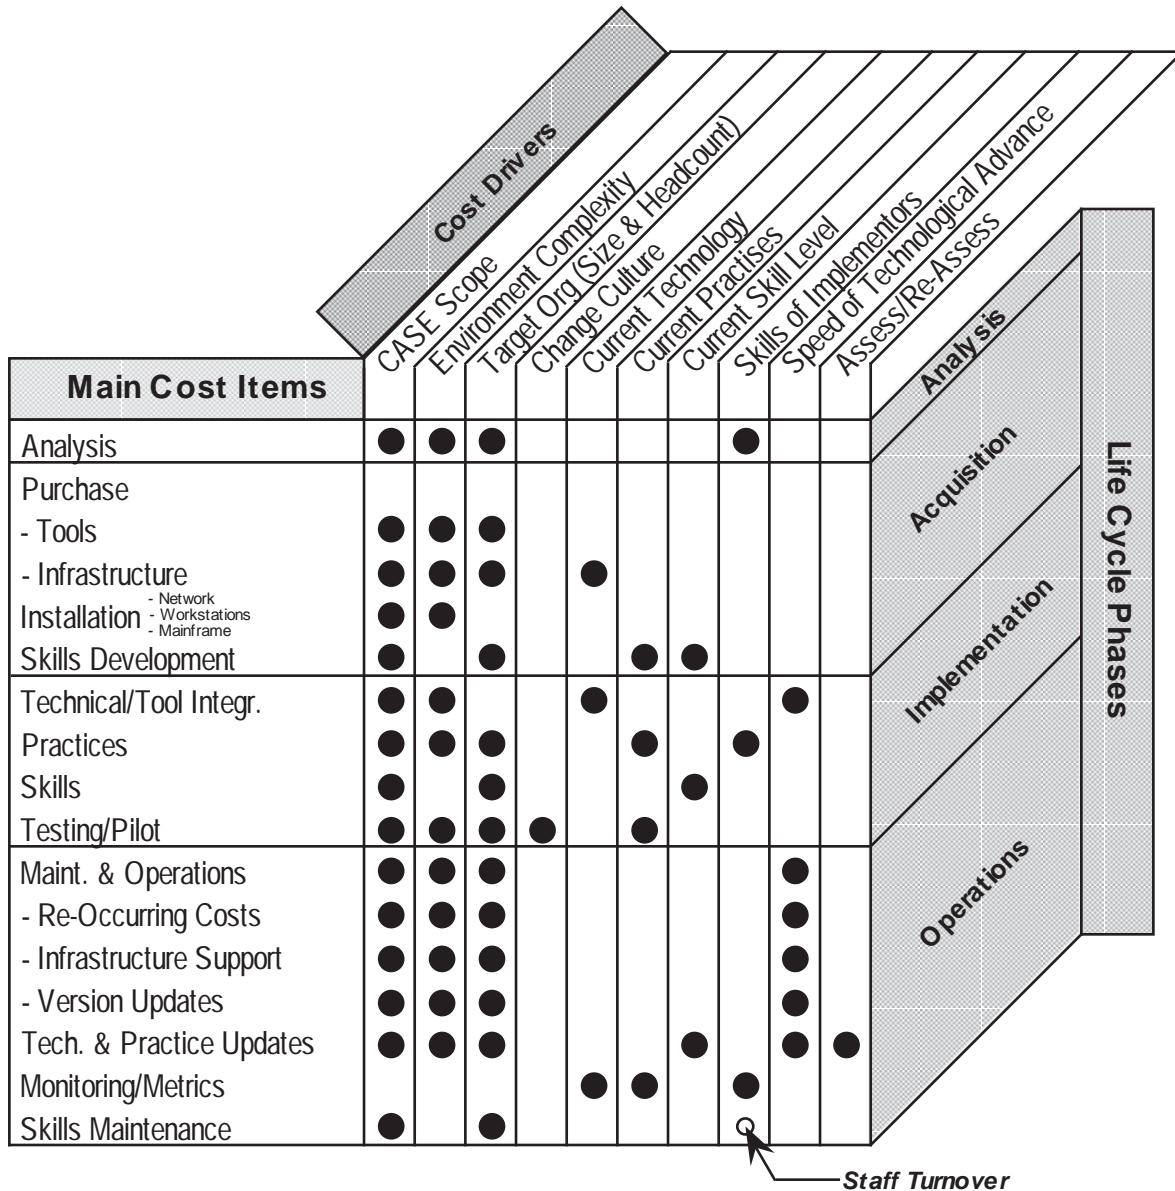 Cost Drivers
CASE Scope
Environment Complexity
Target Org (Size & Headcount)
Change Culture
Current Technology
Current Practises
Current Skill Level
Skills of Implementors
Speed of Technological Advance
Assess/Re-Assess
Main Cost Items
Analysis
Purchase
- Tools
- Infrastructure
Installation
- Network
- Workstations
- Mainframe
Skills Development
Technical/Tool Integr.
Practices
Skills
Testing/Pilot
Maint. & Operations
- Re-Occurring Costs
- Infrastructure Support
- Version Updates
Tech. & Practice Updates
Monitoring/Metrics
Skills Maintenance
Analysis
Acquisition
Implementation
Operations
Life Cycle Phases
Staff Turnover